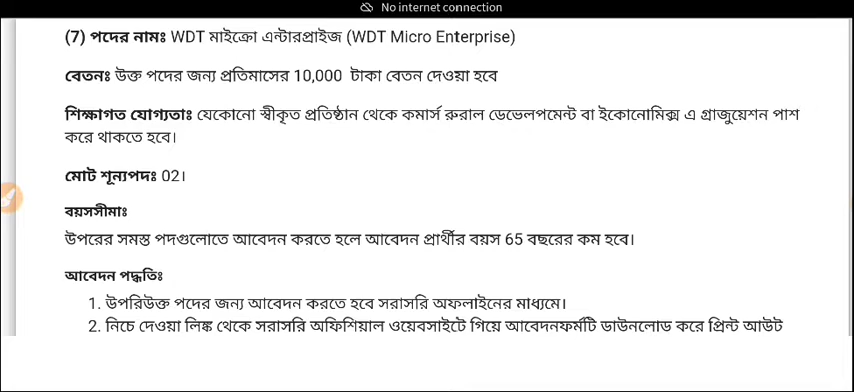 No internet connection
(7) পদের নামঃ WDT মাইক্রো এন্টারপ্রাইজ (WDT Micro Enterprise)
বেতনঃ উক্ত পদের জন্য প্রতিমাসের 10,000 টাকা বেতন দেওয়া হবে
শিক্ষাগত যোগ্যতাঃ যেকোনো স্বীকৃত প্রতিষ্ঠান থেকে কমার্স রুরাল ডেভেলপমেন্ট বা ইকোনোমিক্স এ গ্রাজুয়েশন পাশ
করে থাকতে হবে।
মোট শূন্যপদঃ 02।
বয়সসীমাঃ
উপরের সমস্ত পদগুলোতে আবেদন করতে হলে আবেদন প্রার্থীর বয়স 65 বছরের কম হবে।
আবেদন পদ্ধতিঃ
1. উপরিউক্ত পদের জন্য আবেদন করতে হবে সরাসরি অফলাইনের মাধ্যমে।
2. নিচে দেওয়া লিঙ্ক থেকে সরাসরি অফিশিয়াল ওয়েবসাইটে গিয়ে আবেদনফর্মটি ডাউনলোড করে প্রিন্ট আউট